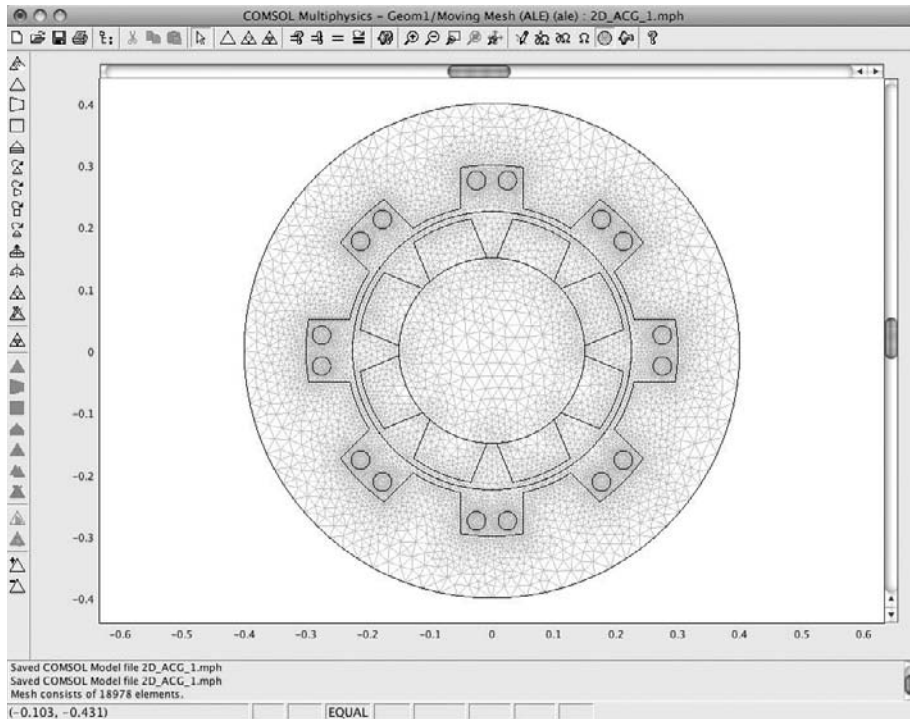 COMSOL Multiphysics - Geom1/Moving Mesh (ALE) (ale) : 2D_ACG_1.mph
0.4
0.3
0.2
0.1
0
-0.1
-0.2
-0.3
-0.4
-0.6 -0.5 -0.4 -0.3 -0.2 -0.1 0 0.1 0.2 0.3 0.4 0.5 0.6
Saved COMSOL Model file 2D_ACG_1.mph
Saved COMSOL Model file 2D_ACG_1.mph
Mesh consists of 18978 elements.
(-0.103, -0.431) EQUAL